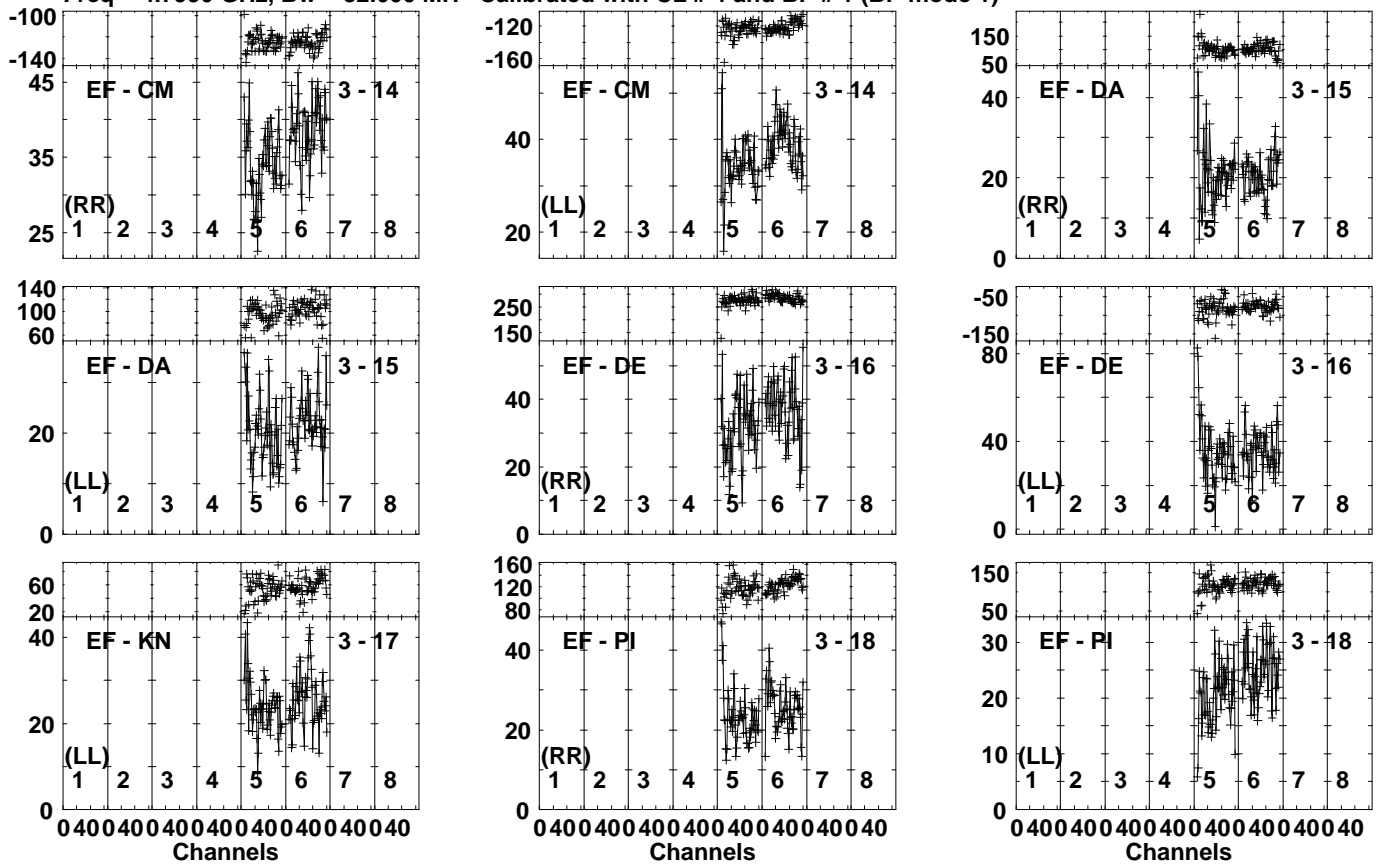 -100
-140
45
35
25
EF - CM 3 - 14
(RR)
1 2 3 4 5 6 7 8
-120
-160
40
20
EF - CM 3 - 14
(LL)
1 2 3 4 5 6 7 8
150
50
40
20
0
EF - DA 3 - 15
(RR)
1 2 3 4 5 6 7 8
140
100
60
20
0
EF - DA 3 - 15
(LL)
1 2 3 4 5 6 7 8
250
150
40
20
0
EF - DE 3 - 16
(RR)
1 2 3 4 5 6 7 8
-50
-150
80
40
0
EF - DE 3 - 16
(LL)
1 2 3 4 5 6 7 8
60
20
40
20
0
EF - KN 3 - 17
(LL)
1 2 3 4 5 6 7 8
0 40 0 40 0 40 0 40 0 40 0 40 0 40 0 40
Channels
160
120
80
40
20
0
EF - PI 3 - 18
(RR)
1 2 3 4 5 6 7 8
0 40 0 40 0 40 0 40 0 40 0 40 0 40 0 40
Channels
150
50
30
20
10
0
EF - PI 3 - 18
(LL)
1 2 3 4 5 6 7 8
0 40 0 40 0 40 0 40 0 40 0 40 0 40 0 40
Channels